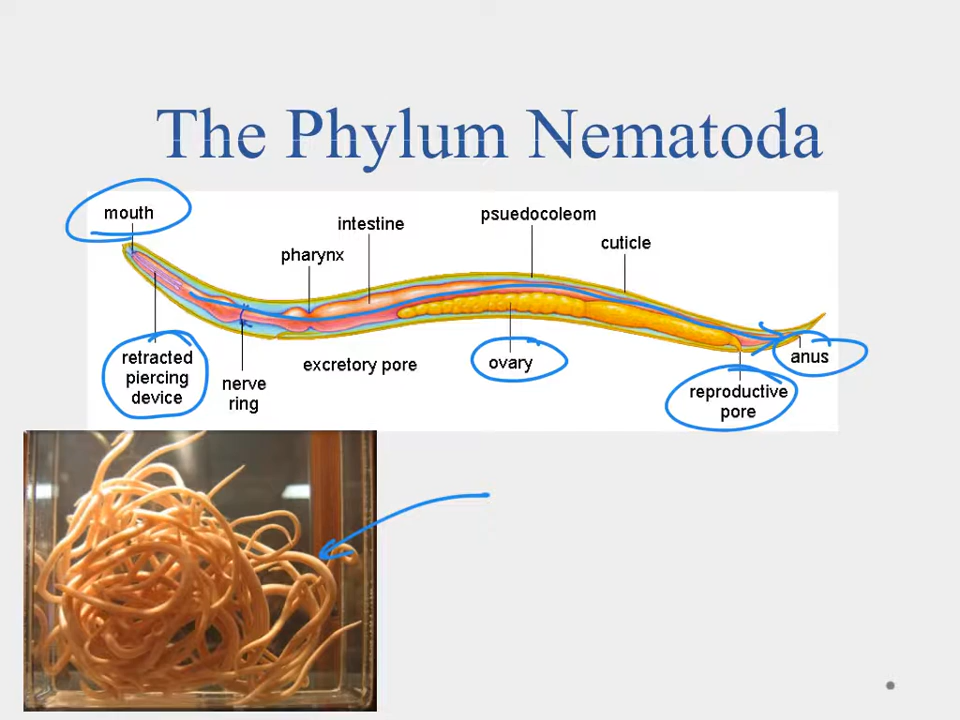 The Phylum Nematoda
mouth
intestine
psuedocoleom
cuticle
pharynx
retracted
piercing
device
nerve
ring
excretory pore
ovary
reproductive
pore
anus